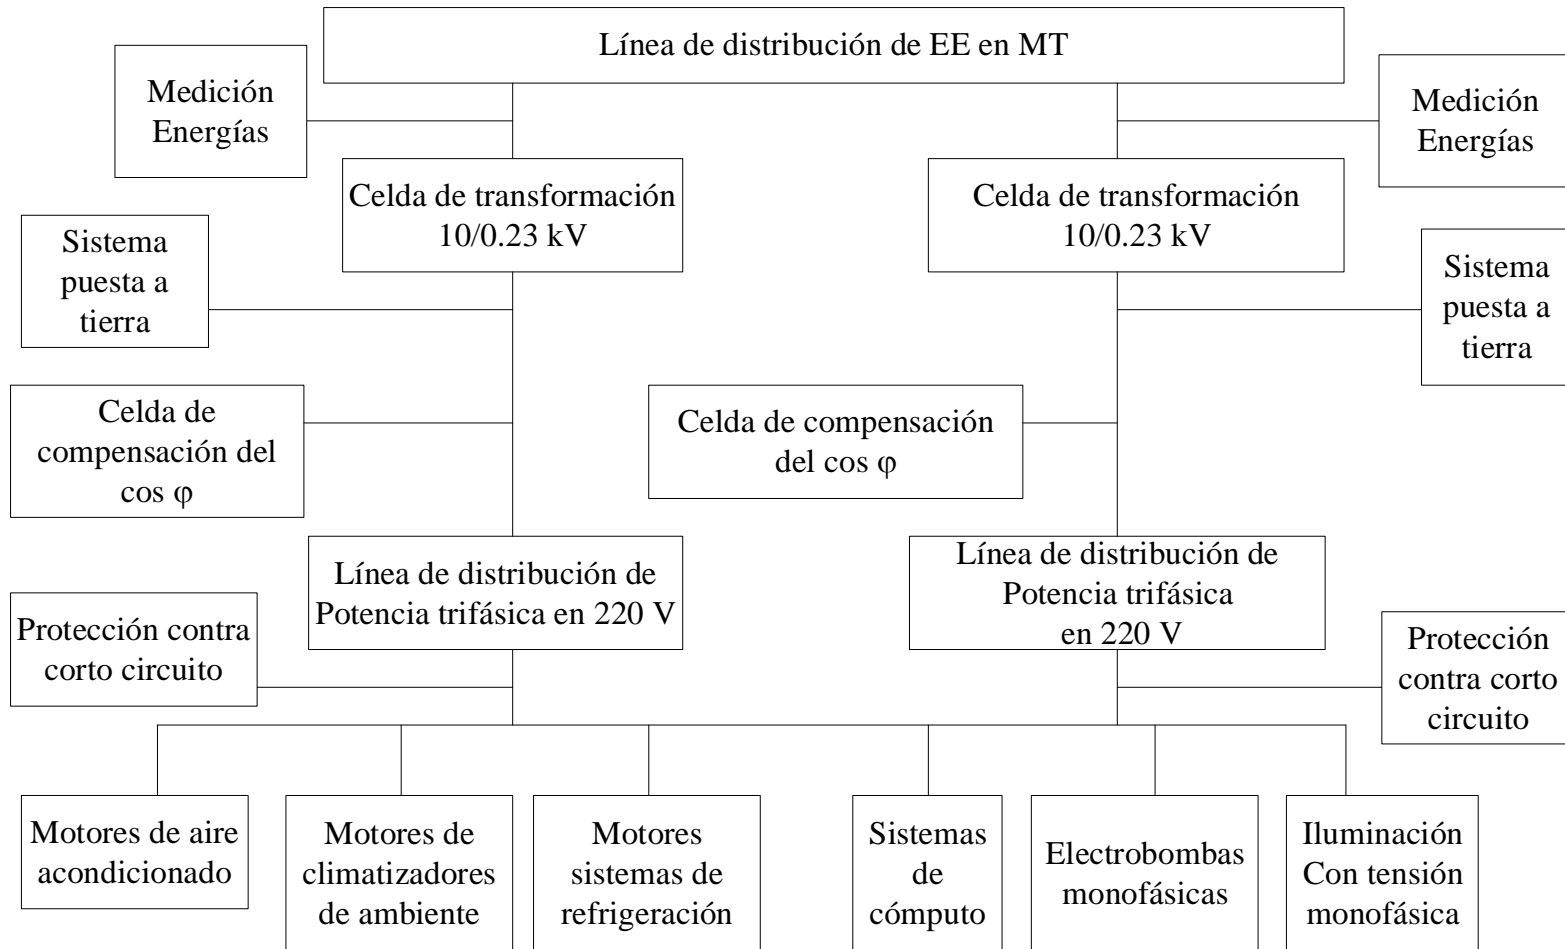 Línea de distribución de EE en MT
Medición
Energías
Medición
Energías
Celda de transformación
10/0.23 kV
Celda de transformación
10/0.23 kV
Sistema
puesta a
tierra
Sistema
puesta a
tierra
Celda de
compensación del
cos φ
Celda de compensación
del cos φ
Línea de distribución de
Potencia trifásica en 220 V
Línea de distribución de
Potencia trifásica
en 220 V
Protección contra
corto circuito
Protección
contra corto
circuito
Motores de aire
acondicionado
Motores de
climatizadores
de ambiente
Motores
sistemas de
refrigeración
Sistemas
de
cómputo
Electrobombas
monofásicas
Iluminación
Con tensión
monofásica